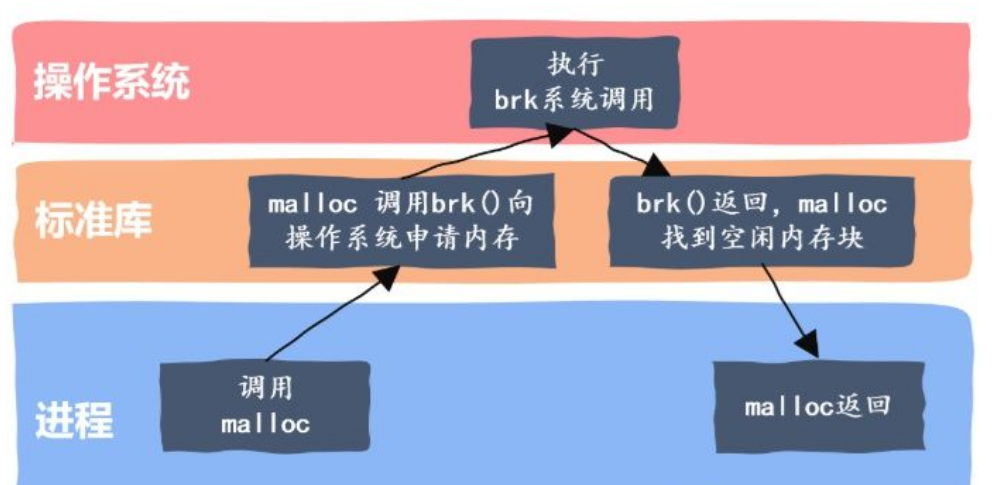 操作系统
执行
brk系统调用
标准库
malloc 调用brk()向
操作系统申请内存
brk()返回，malloc
找到空闲内存块
进程
调用
malloc
malloc返回